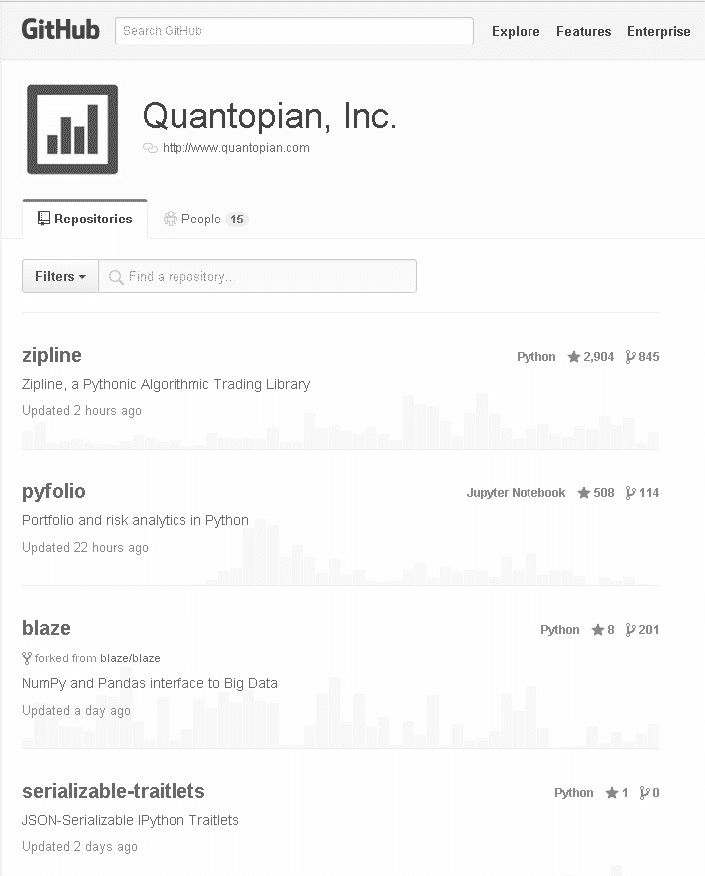 GitHub Search GitHub Explore Features Enterprise
Quantopian, Inc.
http://www.quantopian.com
Repositories People 15
Filters Find a repository...
zipline Python 2,904 845
Zipline, a Pythonic Algorithmic Trading Library
Updated 2 hours ago
pyfolio Jupyter Notebook 508 114
Portfolio and risk analytics in Python
Updated 22 hours ago
blaze Python 8 201
forked from blaze/blaze
NumPy and Pandas interface to Big Data
Updated a day ago
serializable-traitlets Python 1 0
JSON-Serializable IPython Traitlets
Updated 2 days ago